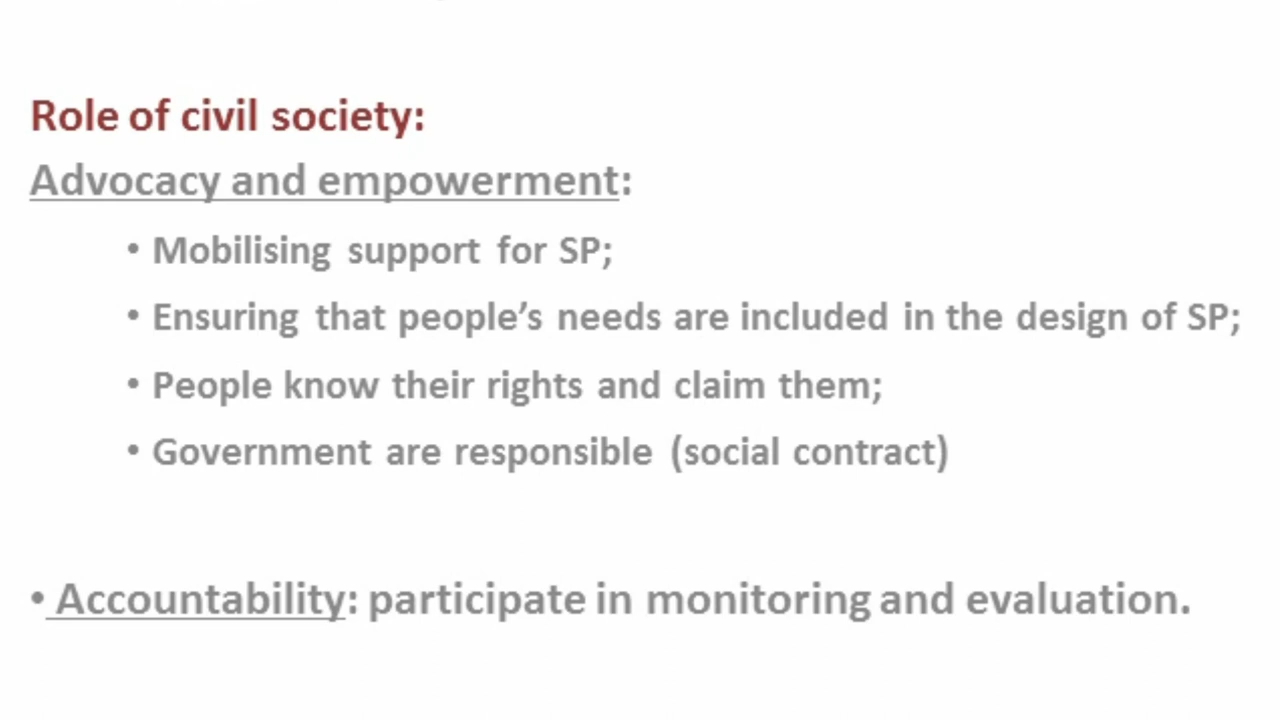 Role of civil society:
Advocacy and empowerment:
• Mobilising support for SP;
• Ensuring that people’s needs are included in the design of SP;
• People know their rights and claim them;
• Government are responsible (social contract)
• Accountability: participate in monitoring and evaluation.